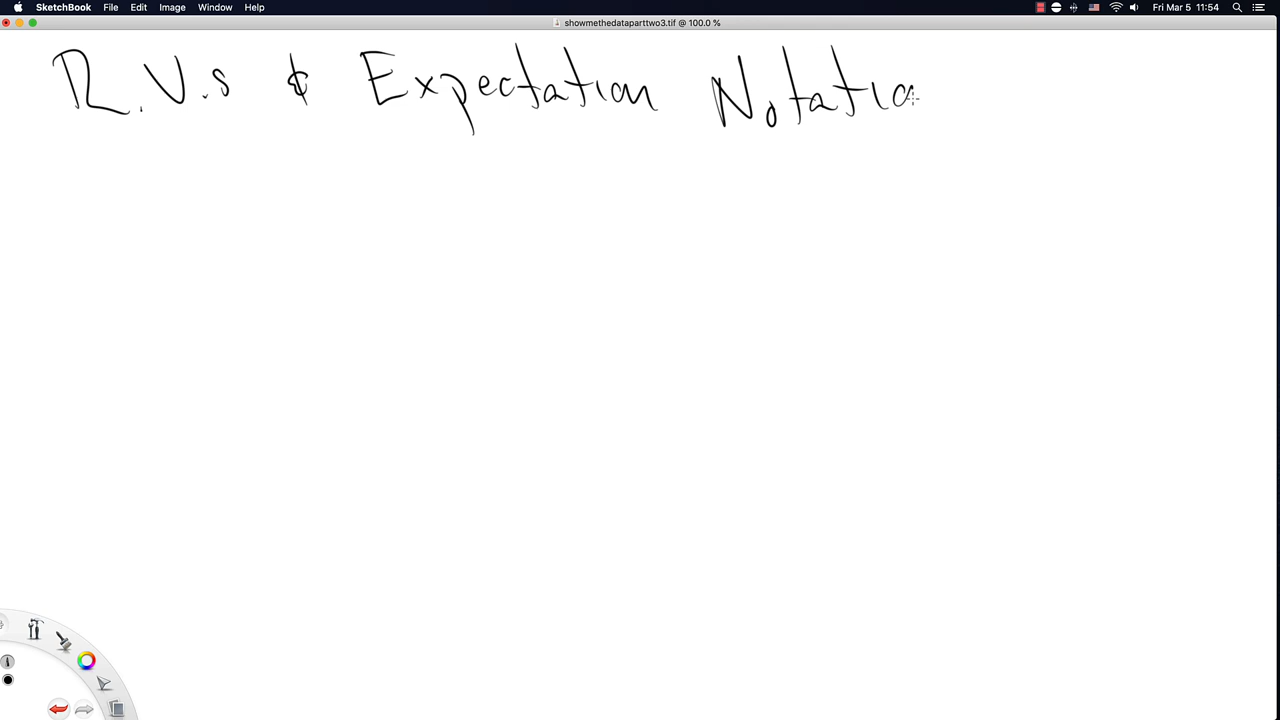 SketchBook File Edit Image Window Help Fri Mar 5 11:54
showmethedataparttwo3.tif @ 100.0 %
R.V.s & Expectation Notatio